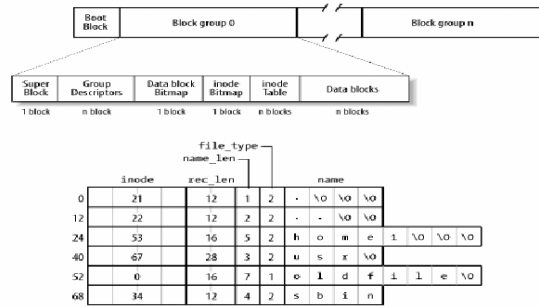 Boot Block Block group 0 Block group n
Super Block Group Descriptors Data block Bitmap inode Bitmap inode Table Data blocks
1 block n block 1 block 1 block n blocks n blocks
file_type
name_len
inode rec_len name
0 21 12 1 2 . \0 \0 \0
12 22 12 2 2 . . \0 \0
24 53 16 5 2 h o m e i \0 \0 \0
40 67 28 3 2 u s r \0
52 0 16 7 1 o l d f i l e \0
68 34 12 4 2 s b i n